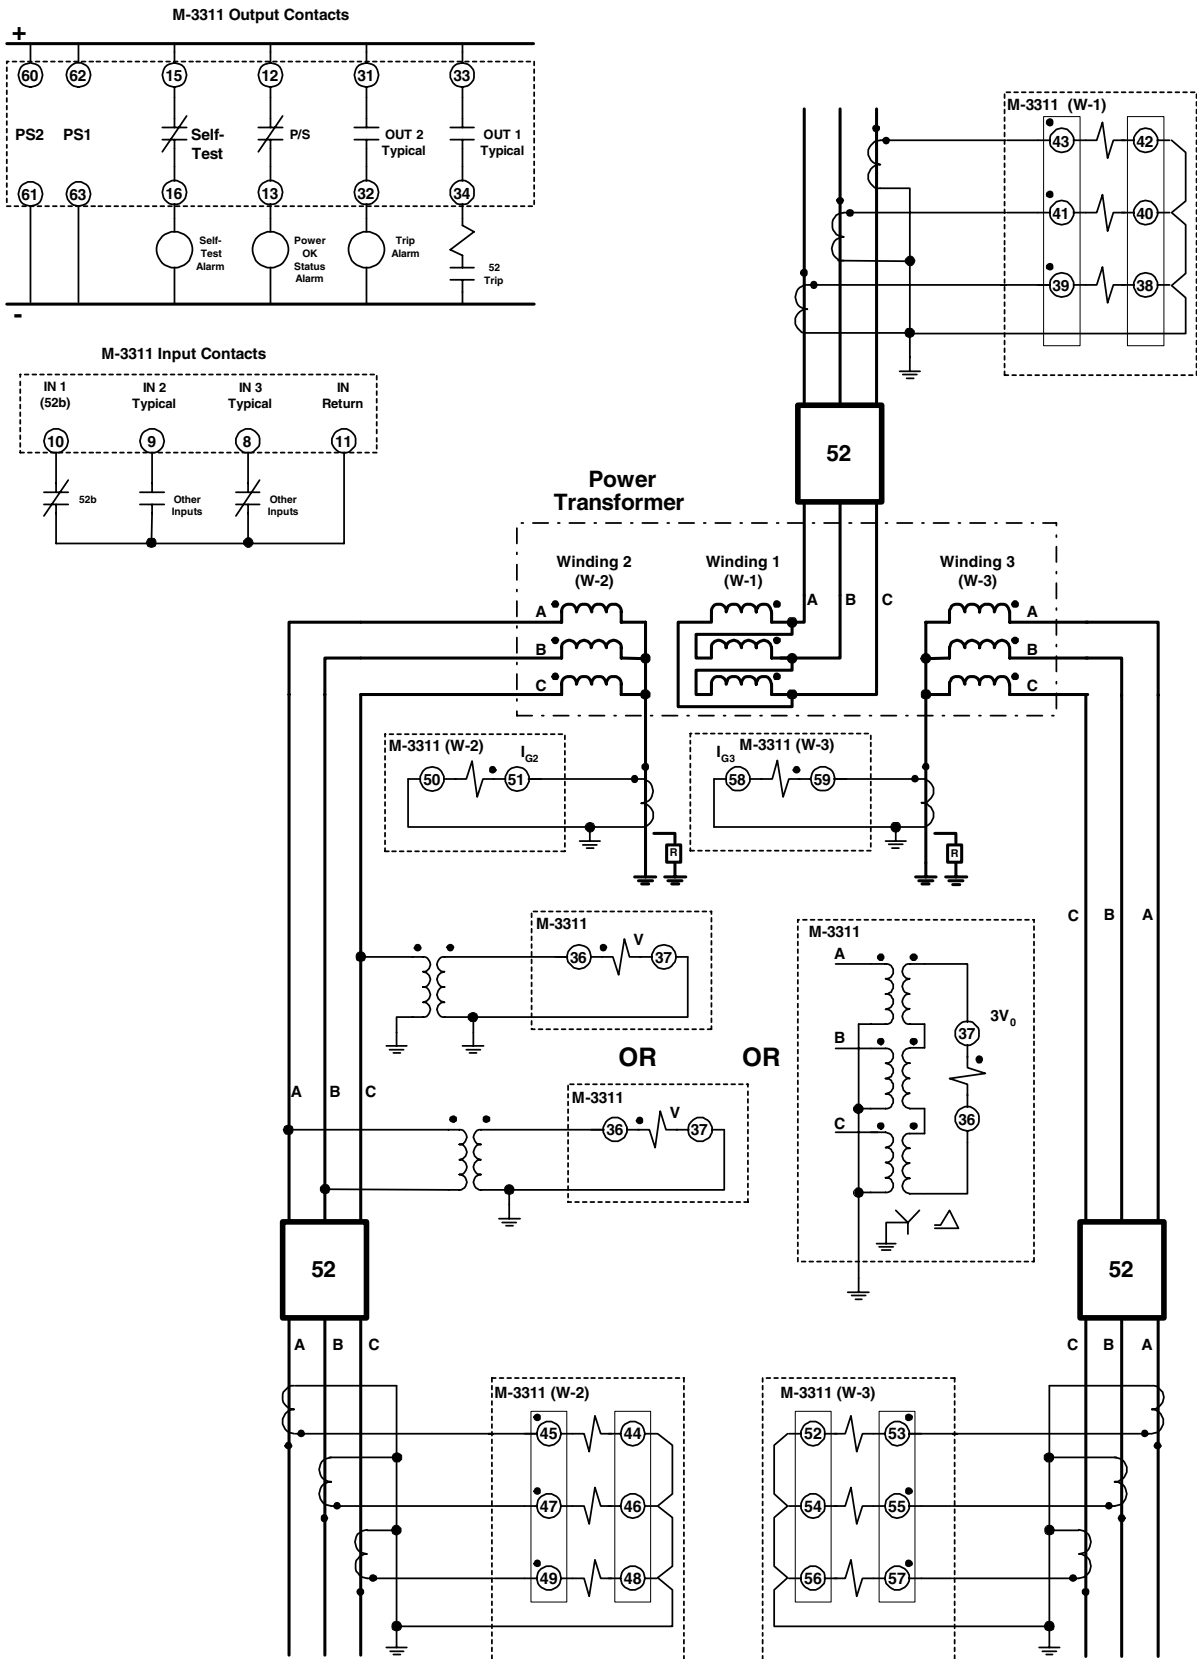 M-3311 Output Contacts
+
60 62 15 12 31 33
PS2 PS1 Self-Test P/S OUT 2 Typical OUT 1 Typical
61 63 16 13 32 34
Self-Test Alarm
Power OK Status Alarm
Trip Alarm
52 Trip
-
M-3311 Input Contacts
IN 1 (52b)
IN 2 Typical
IN 3 Typical
IN Return
10 9 8 11
52b
Other Inputs
Other Inputs
M-3311 (W-1)
43 42
41 40
39 38
52
Power
Transformer
Winding 2
(W-2)
Winding 1
(W-1)
Winding 3
(W-3)
A
B
C
A B C
A
B
C
M-3311 (W-2)
IG2
50 51
R
M-3311 (W-3)
IG3
58 59
R
C B A
M-3311
36 V 37
OR
OR
M-3311
A
B
C
37
3V0
36
A B C
M-3311
36 V 37
52
52
A B C
C B A
M-3311 (W-2)
45 44
47 46
49 48
M-3311 (W-3)
52 53
54 55
56 57